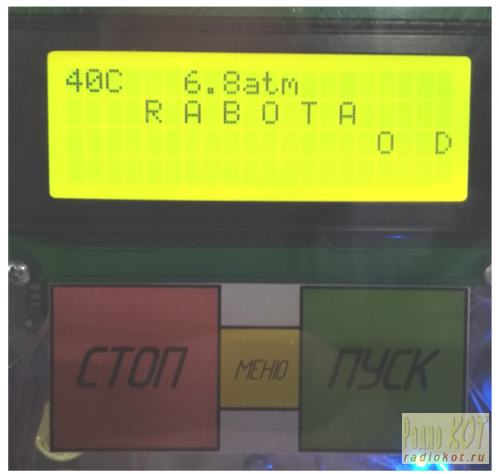 40C 6.8atm
R A B O T A
O D
СТОП МЕНЮ ПУСК
Радио КОТ
radiokot.ru